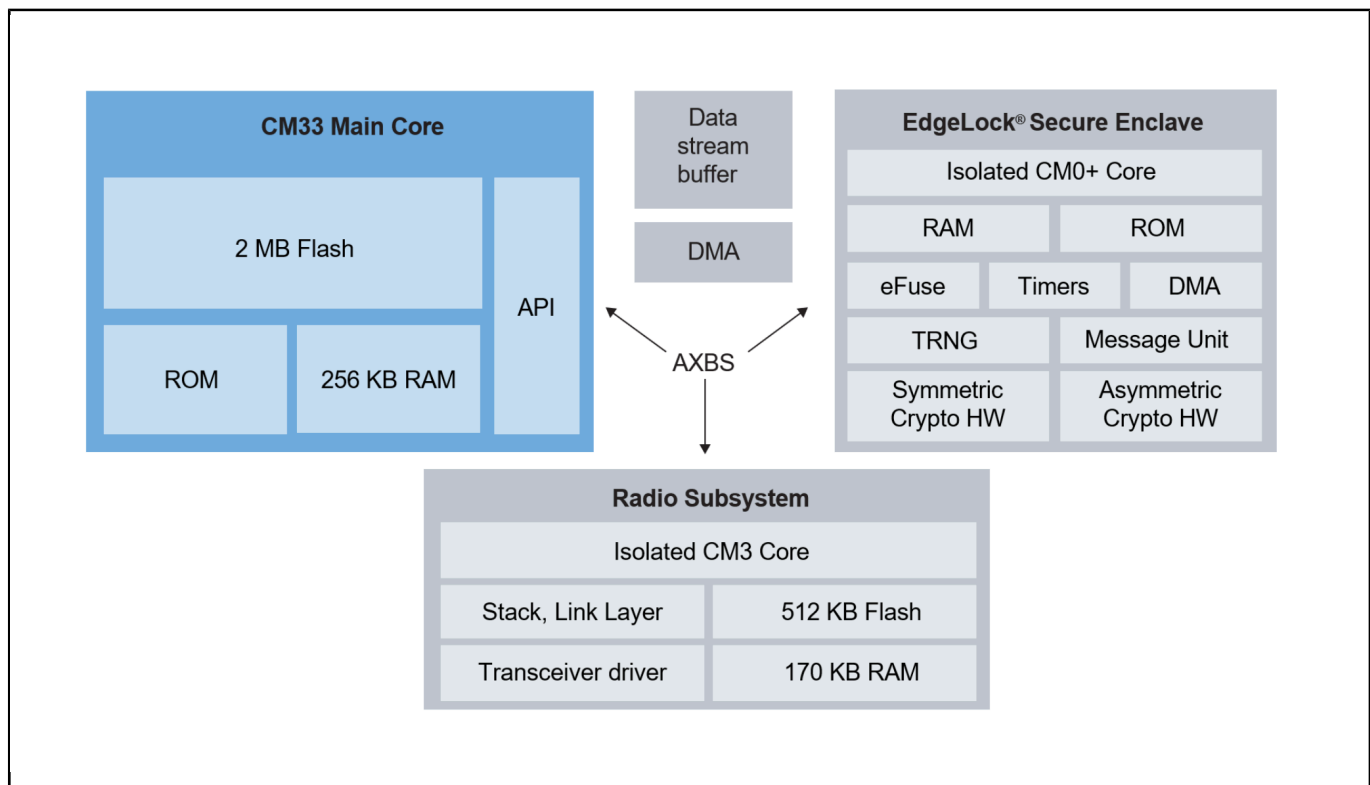 CM33 Main Core
2 MB Flash
API
ROM
256 KB RAM
Data
stream
buffer
DMA
AXBS
EdgeLock® Secure Enclave
Isolated CM0+ Core
RAM
ROM
eFuse
Timers
DMA
TRNG
Message Unit
Symmetric
Crypto HW
Asymmetric
Crypto HW
Radio Subsystem
Isolated CM3 Core
Stack, Link Layer
512 KB Flash
Transceiver driver
170 KB RAM